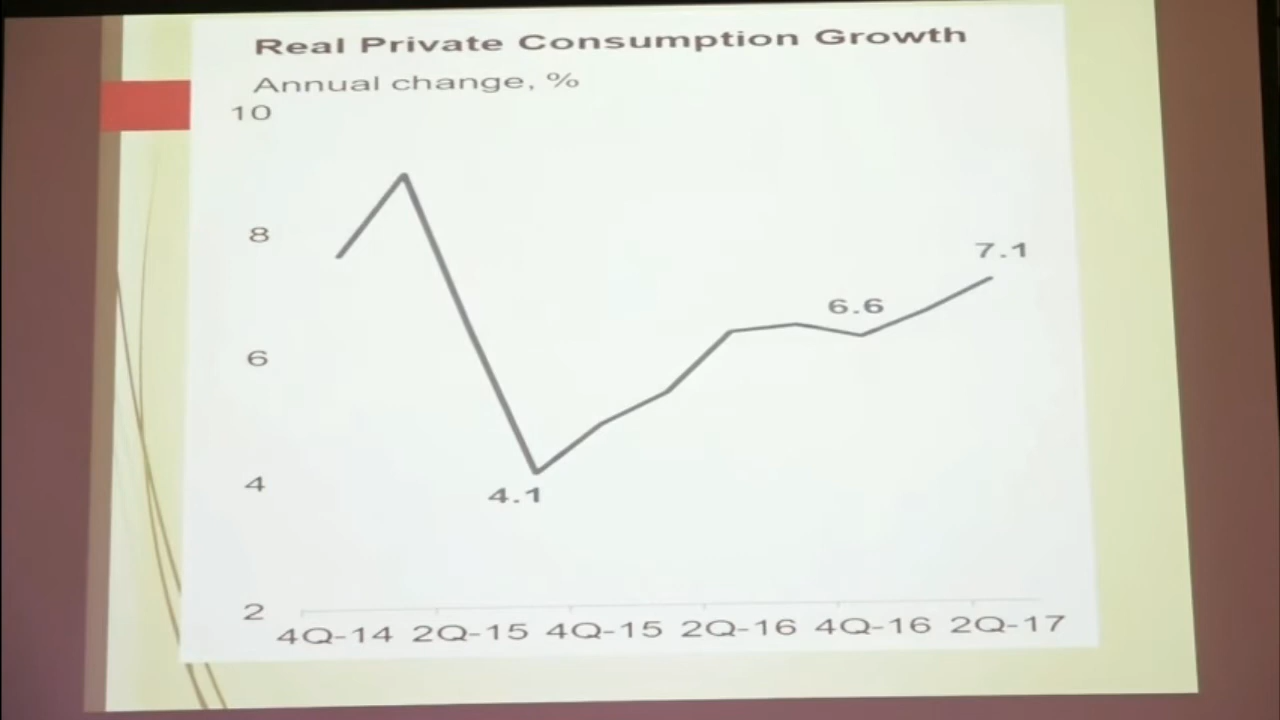 Real Private Consumption Growth
Annual change, %
10
8
7.1
6.6
6
4
4.1
2
4Q-14 2Q-15 4Q-15 2Q-16 4Q-16 2Q-17